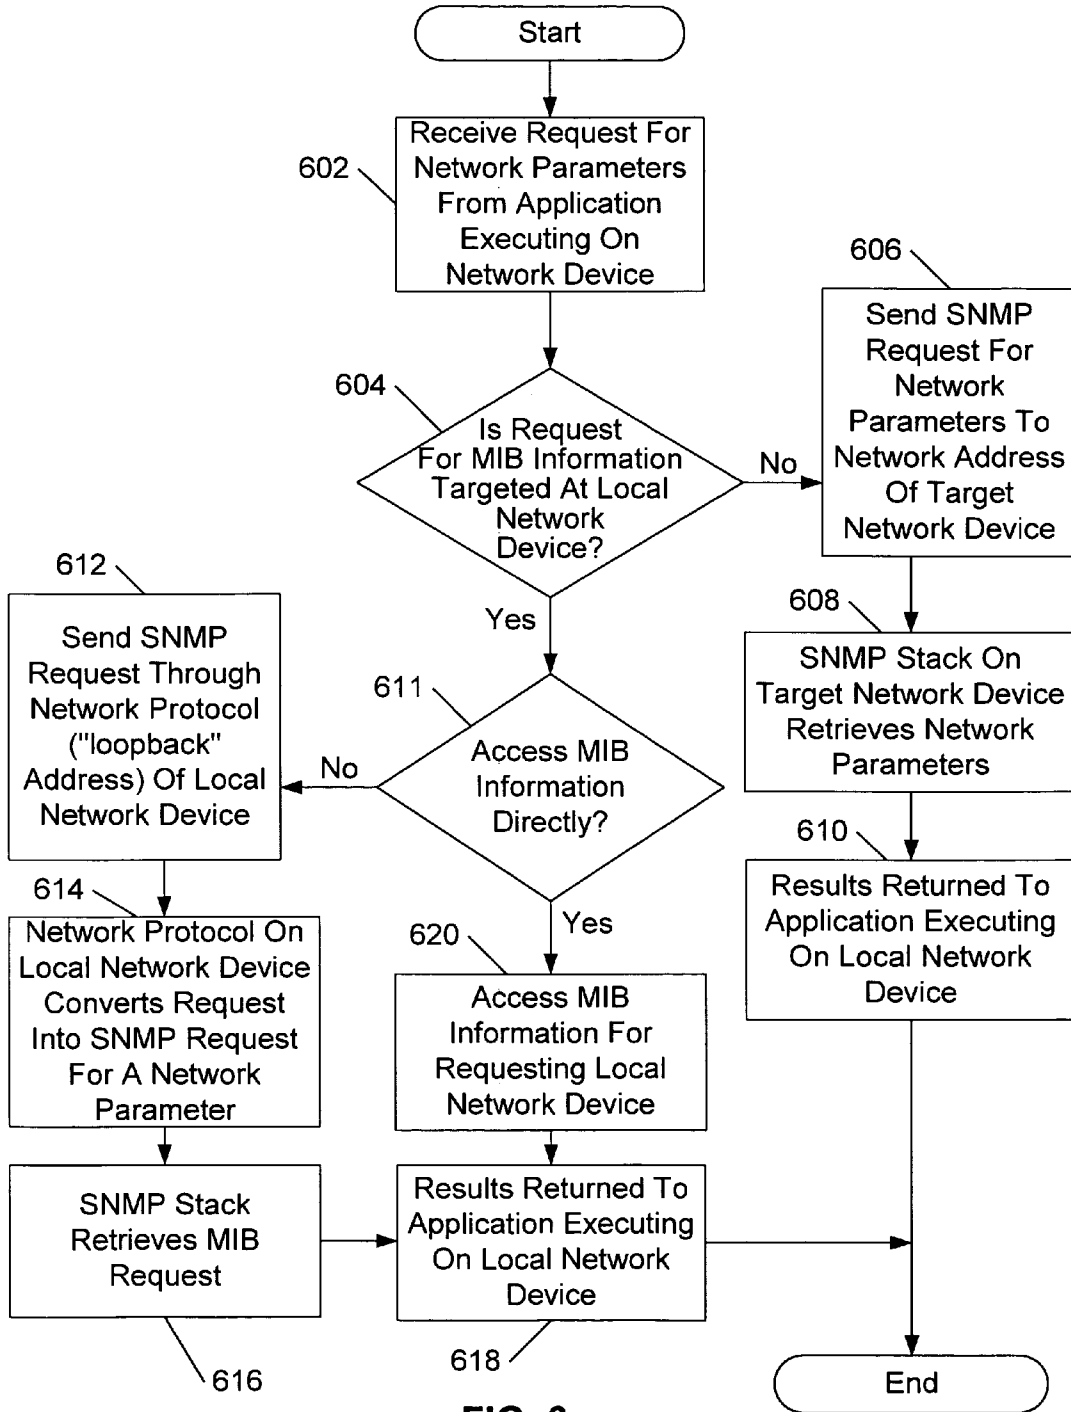 Start
Receive Request For
Network Parameters
From Application
Executing On
Network Device
602
606
Send SNMP
Request For
Network
Parameters To
Network Address
Of Target
Network Device
604
Is Request
For MIB Information
Targeted At Local
Network
Device?
No
Yes
612
Send SNMP
Request Through
Network Protocol
("loopback"
Address) Of Local
Network Device
608
SNMP Stack On
Target Network Device
Retrieves Network
Parameters
611
Access MIB
Information
Directly?
No
Yes
610
Results Returned To
Application Executing
On Local Network
Device
614
Network Protocol On
Local Network Device
Converts Request
Into SNMP Request
For A Network
Parameter
620
Access MIB
Information For
Requesting Local
Network Device
SNMP Stack
Retrieves MIB
Request
616
Results Returned To
Application Executing
On Local Network
Device
618
End